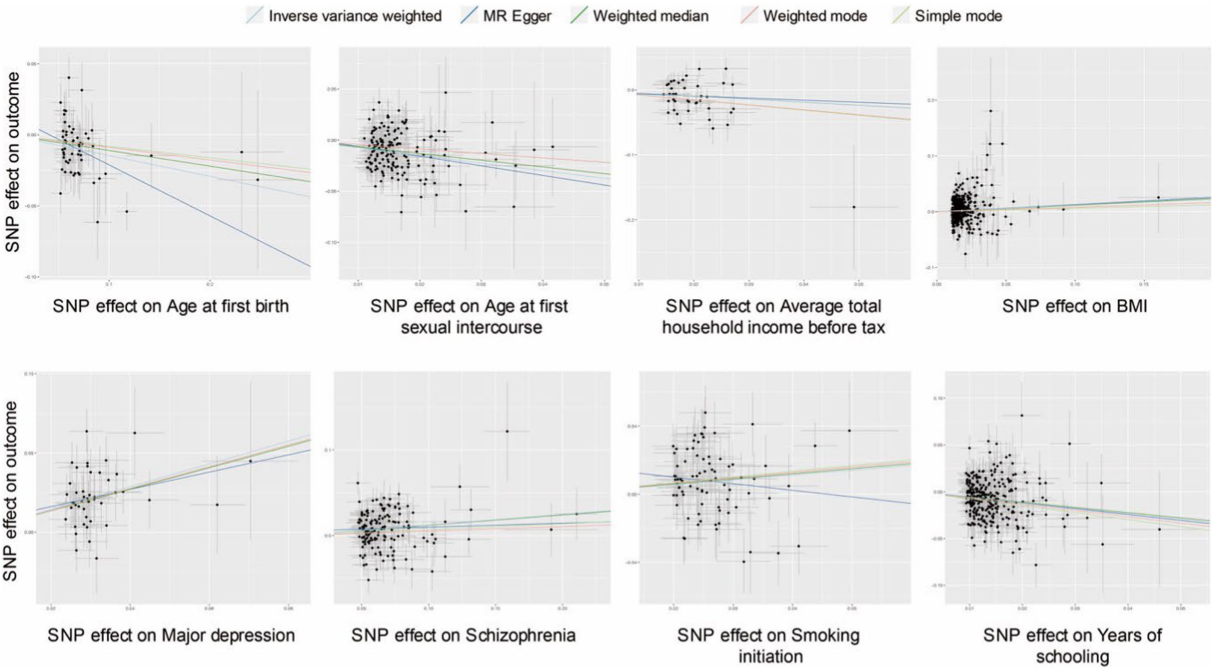 Inverse variance weighted MR Egger Weighted median Weighted mode Simple mode
SNP effect on outcome
SNP effect on Age at first birth
SNP effect on Age at first
sexual intercourse
SNP effect on Average total
household income before tax
SNP effect on BMI
SNP effect on outcome
SNP effect on Major depression
SNP effect on Schizophrenia
SNP effect on Smoking
initiation
SNP effect on Years of
schooling